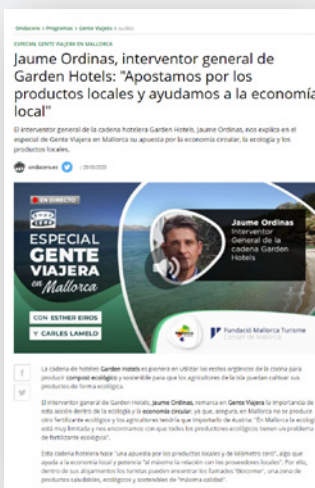 Ondacero > Programas > Gente Viajera > Audios
ESPECIAL GENTE VIAJERA EN MALLORCA
Jaume Ordinas, interventor general de
Garden Hotels: "Apostamos por los
productos locales y ayudamos a la economía
local"
El interventor general de la cadena hotelera Garden Hotels, Jaume Ordinas, nos explica en el
especial de Gente Viajera en Mallorca su apuesta por la economía circular, la ecología y los
productos locales.
ondacero.es
EN DIRECTO
ESPECIAL
GENTE
VIAJERA
en Mallorca
CON ESTHER EIROS
Y CARLES LAMELO
Jaume Ordinas
Interventor
General de la
cadena Garden
Hotels
Fundació Mallorca Turisme
Consell de Mallorca
La cadena de hoteles Garden Hotels es pionera en utilizar los restos orgánicos de la cocina para
producir compost ecológico y sostenible para que los agricultores de la isla puedan cultivar sus
productos de forma ecológica.
El interventor general de Garden Hotels, Jaume Ordinas, remarca en Gente Viajera la importancia de
esta acción dentro de la ecología y la economía circular, ya que, asegura, en Mallorca no se produce
otro fertilizante ecológico y los agricultores tendría que importarlo de Austria: "En Mallorca la ecología
está muy limitada y nos encontramos con que todos los productores ecológicos tienen un problema
de fertilizante ecológico".
Esta cadena hotelera hace "una apuesta por los productos locales y de kilómetro cero", algo que
ayuda a la economía local y potencia "al máximo la relación con los proveedores locales". Por ello,
dentro de sus alojamientos los turistas pueden encontrar los llamados una zona de
productos saludables, ecológicos y sostenibles de "máxima calidad".